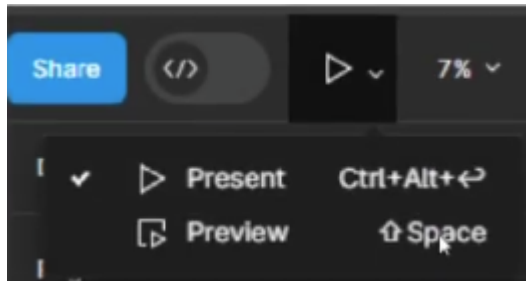 Share </> 7%
Present Ctrl+Alt+↵
Preview ⇧Space